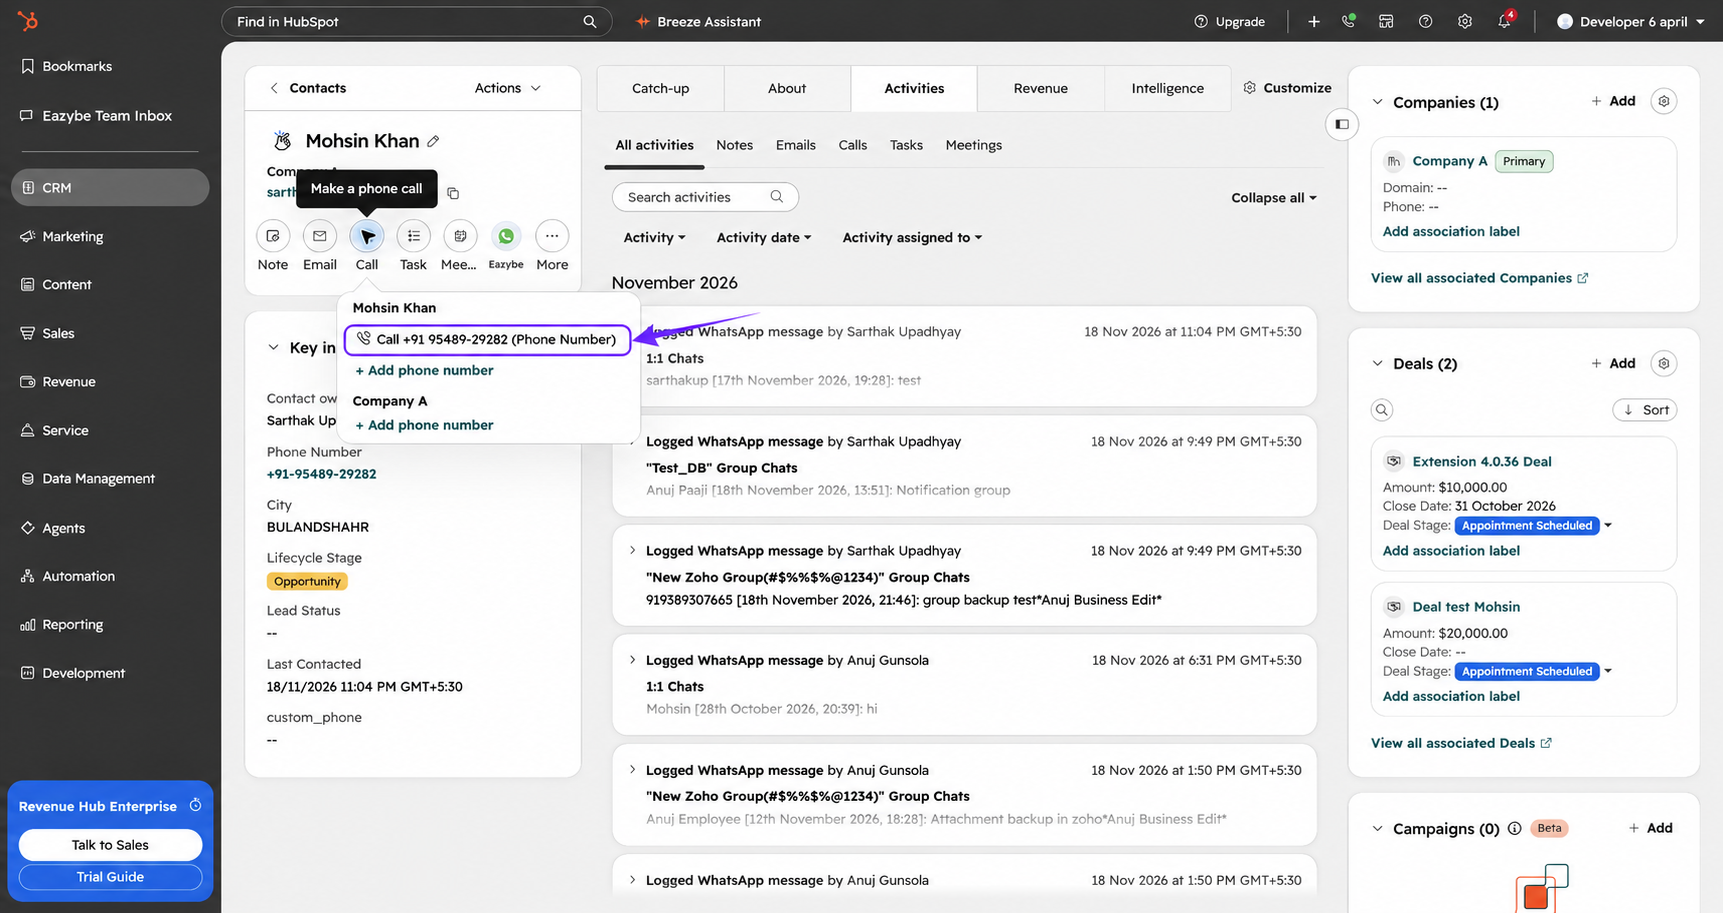 Find in HubSpot
Breeze Assistant
Upgrade
4
Developer 6 april
Bookmarks
Eazybe Team Inbox
CRM
Marketing
Content
Sales
Revenue
Service
Data Management
Agents
Automation
Reporting
Development
Revenue Hub Enterprise
Talk to Sales
Trial Guide
Contacts
Actions
Mohsin Khan
Make a phone call
Note
Email
Call
Task
Mee...
Eazybe
More
Mohsin Khan
Call +91 95489-29282 (Phone Number)
+ Add phone number
Company A
+ Add phone number
Key in
Contact ow
Sarthak Up
Phone Number
+91-95489-29282
City
BULANDSHAHR
Lifecycle Stage
Opportunity
Lead Status
--
Last Contacted
18/11/2026 11:04 PM GMT+5:30
custom_phone
--
Catch-up
About
Activities
Revenue
Intelligence
Customize
All activities
Notes
Emails
Calls
Tasks
Meetings
Search activities
Collapse all
Activity
Activity date
Activity assigned to
November 2026
WhatsApp message by Sarthak Upadhyay
18 Nov 2026 at 11:04 PM GMT+5:30
1:1 Chats
sarthakup [17th November 2026, 19:28]: test
Logged WhatsApp message by Sarthak Upadhyay
18 Nov 2026 at 9:49 PM GMT+5:30
"Test_DB" Group Chats
Anuj Paaji [18th November 2026, 13:51]: Notification group
Logged WhatsApp message by Sarthak Upadhyay
18 Nov 2026 at 9:49 PM GMT+5:30
"New Zoho Group(#$%%$%@1234)" Group Chats
919389307665 [18th November 2026, 21:46]: group backup test*Anuj Business Edit*
Logged WhatsApp message by Anuj Gunsola
18 Nov 2026 at 6:31 PM GMT+5:30
1:1 Chats
Mohsin [28th October 2026, 20:39]: hi
Logged WhatsApp message by Anuj Gunsola
18 Nov 2026 at 1:50 PM GMT+5:30
"New Zoho Group(#$%%$%@1234)" Group Chats
Anuj Employee [12th November 2026, 18:28]: Attachment backup in zoho*Anuj Business Edit*
Logged WhatsApp message by Anuj Gunsola
18 Nov 2026 at 1:50 PM GMT+5:30
Companies (1)
+ Add
Company A
Primary
Domain: --
Phone: --
Add association label
View all associated Companies
Deals (2)
+ Add
Sort
Extension 4.0.36 Deal
Amount: $10,000.00
Close Date: 31 October 2026
Deal Stage: Appointment Scheduled
Add association label
Deal test Mohsin
Amount: $20,000.00
Close Date: --
Deal Stage: Appointment Scheduled
Add association label
View all associated Deals
Campaigns (0)
Beta
+ Add